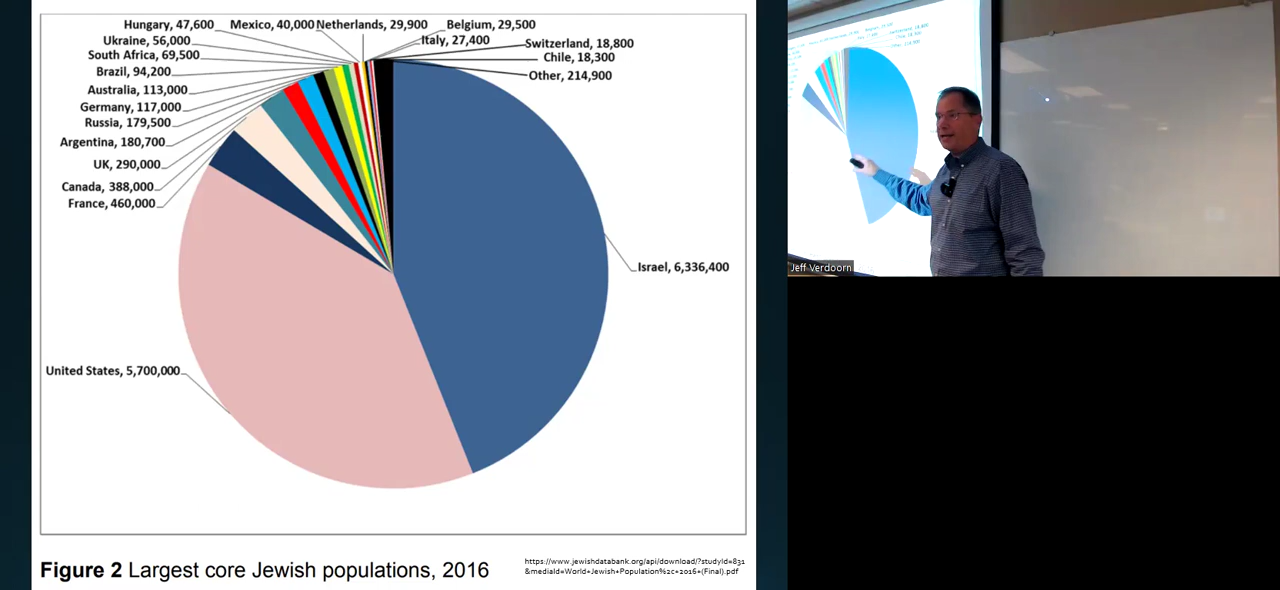 Hungary, 47,600
Mexico, 40,000
Netherlands, 29,900
Belgium, 29,500
Ukraine, 56,000
Italy, 27,400
Switzerland, 18,800
South Africa, 69,500
Chile, 18,300
Brazil, 94,200
Other, 214,900
Australia, 113,000
Germany, 117,000
Russia, 179,500
Argentina, 180,700
UK, 290,000
Canada, 388,000
France, 460,000
Israel, 6,336,400
United States, 5,700,000
Figure 2 Largest core Jewish populations, 2016
https://www.jewishdatabank.org/api/download/?studyId=831
&mediaId=World+Jewish+Population%2c+2016+(Final).pdf
Jeff Verdoorn